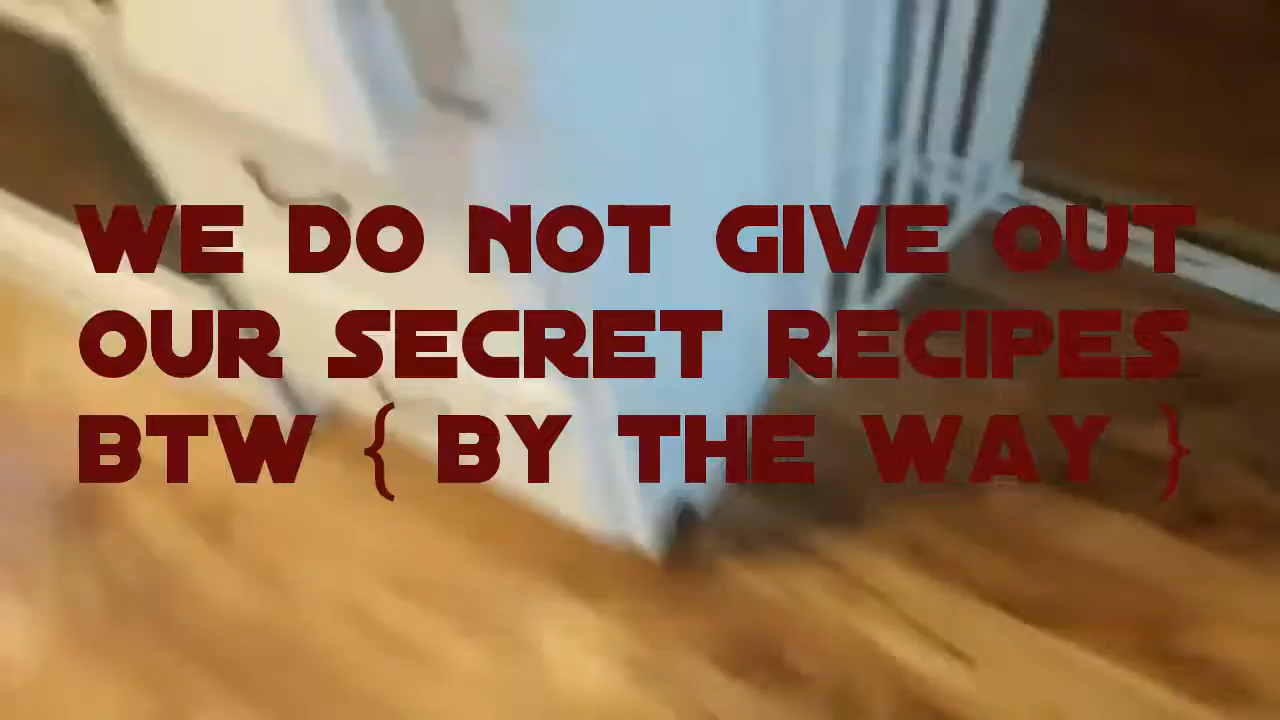 WE DO NOT GIVE OUT
OUR SECRET RECIPES
BTW { BY THE WAY }